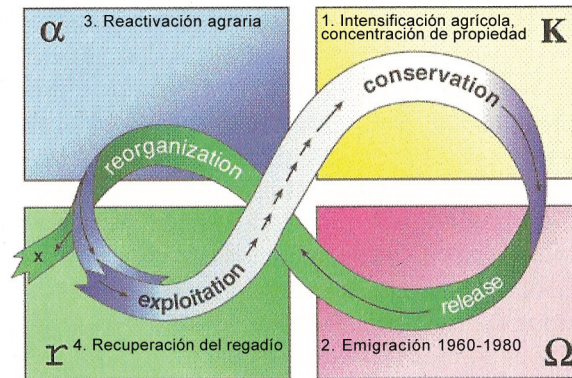 α
3. Reactivación agraria
1. Intensificación agrícola,
concentración de propiedad
K
conservation
reorganization
x
exploitation
release
r
4. Recuperación del regadío
2. Emigración 1960-1980
Ω